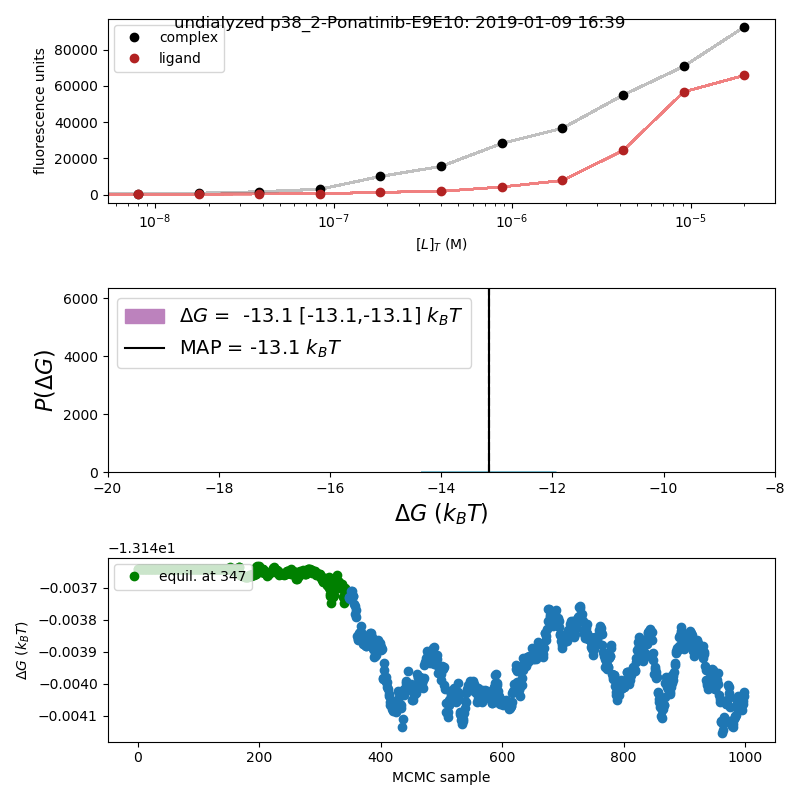 undialyzed p38_2-Ponatinib-E9E10: 2019-01-09 16:39
complex
ligand
fluorescence units
80000
60000
40000
20000
0
10⁻⁸
10⁻⁷
10⁻⁶
10⁻⁵
[L]_T (M)
ΔG = -13.1 [-13.1,-13.1] k_BT
MAP = -13.1 k_BT
P(ΔG)
6000
4000
2000
0
−20
−18
−16
−14
−12
−10
−8
ΔG (k_BT)
−1.314e1
equil. at 347
ΔG (k_BT)
−0.0037
−0.0038
−0.0039
−0.0040
−0.0041
0
200
400
600
800
1000
MCMC sample